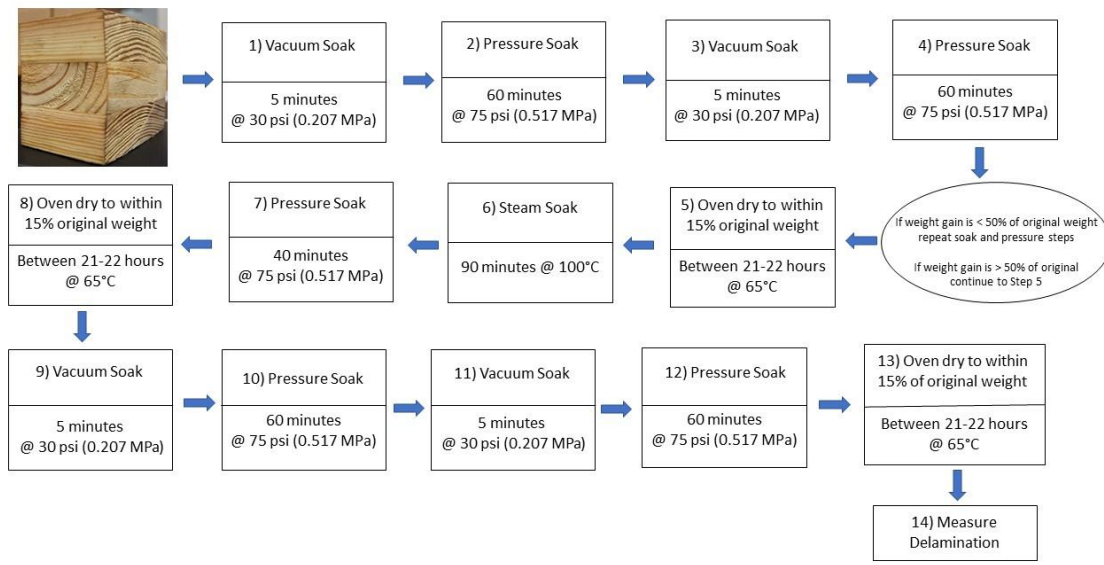 1) Vacuum Soak
5 minutes
@ 30 psi (0.207 MPa)
2) Pressure Soak
60 minutes
@ 75 psi (0.517 MPa)
3) Vacuum Soak
5 minutes
@ 30 psi (0.207 MPa)
4) Pressure Soak
60 minutes
@ 75 psi (0.517 MPa)
If weight gain is < 50% of original weight
repeat soak and pressure steps
If weight gain is > 50% of original
continue to Step 5
5) Oven dry to within
15% original weight
Between 21-22 hours
@ 65°C
6) Steam Soak
90 minutes @ 100°C
7) Pressure Soak
40 minutes
@ 75 psi (0.517 MPa)
8) Oven dry to within
15% original weight
Between 21-22 hours
@ 65°C
9) Vacuum Soak
5 minutes
@ 30 psi (0.207 MPa)
10) Pressure Soak
60 minutes
@ 75 psi (0.517 MPa)
11) Vacuum Soak
5 minutes
@ 30 psi (0.207 MPa)
12) Pressure Soak
60 minutes
@ 75 psi (0.517 MPa)
13) Oven dry to within
15% of original weight
Between 21-22 hours
@ 65°C
14) Measure
Delamination